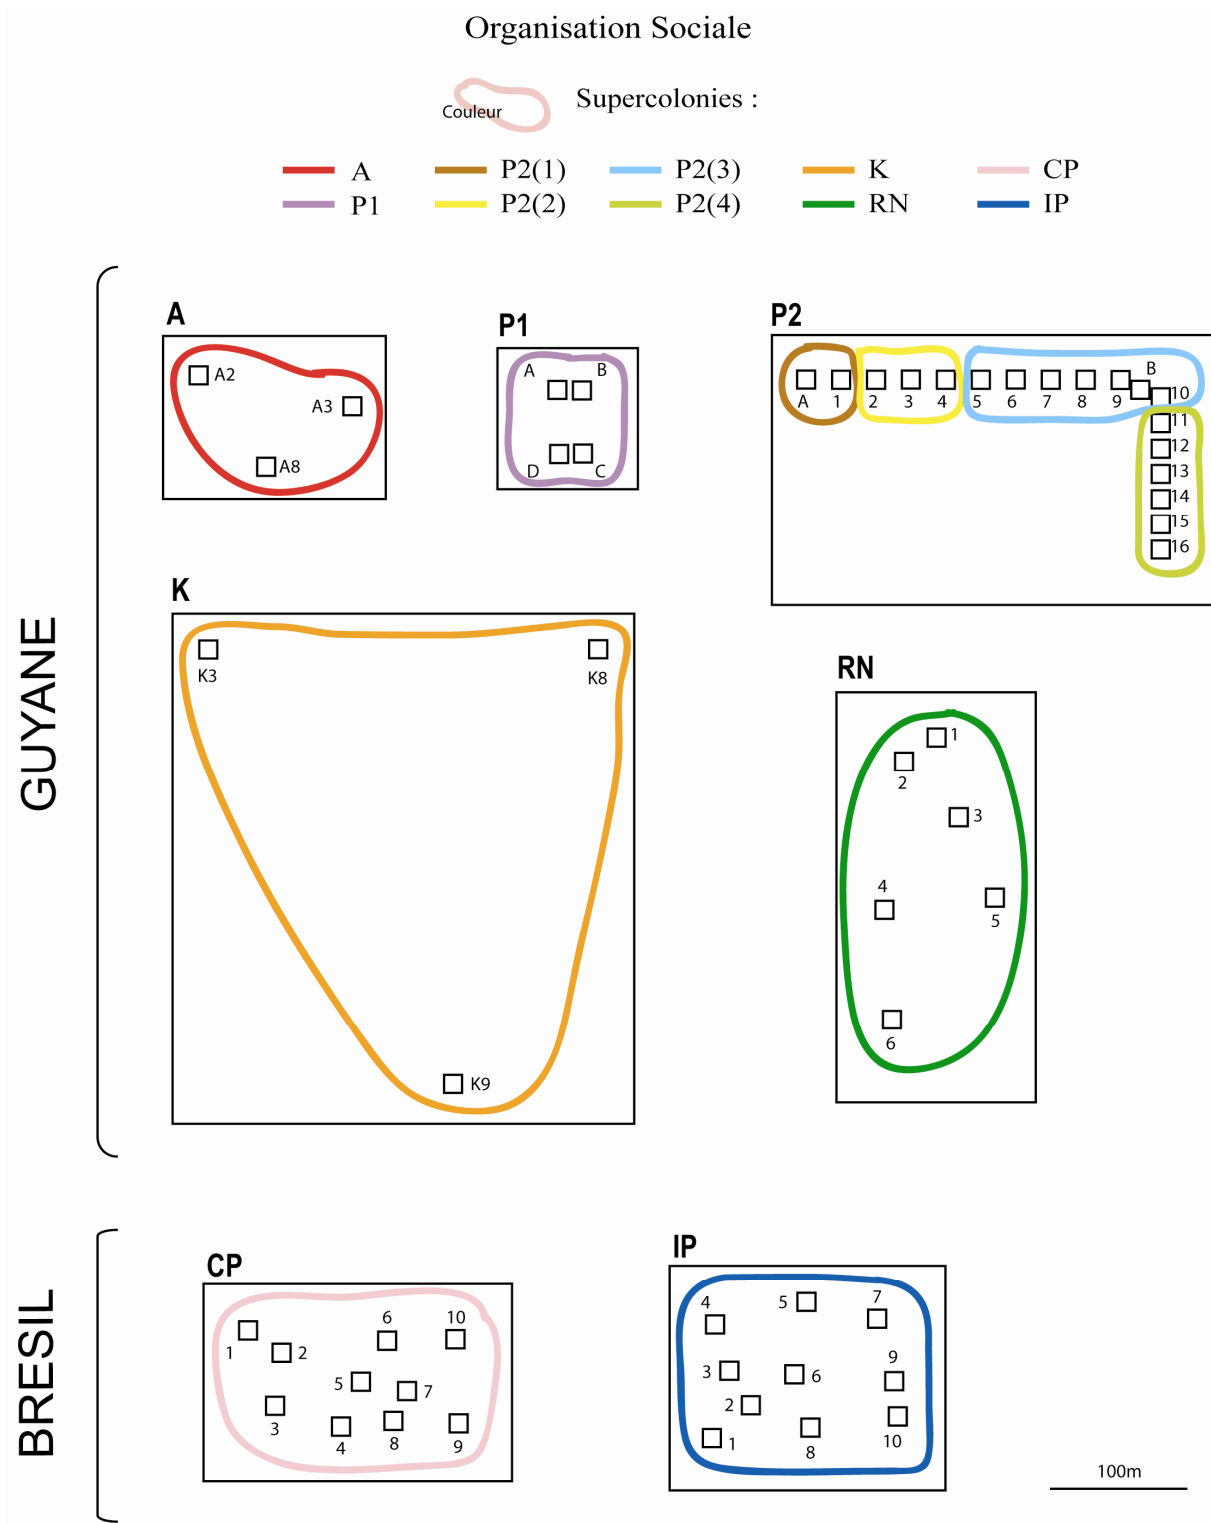 Organisation Sociale
Couleur
Supercolonies :
A P2(1) P2(3) K CP
P1 P2(2) P2(4) RN IP
GUYANE
A
A2
A3
A8
P1
A B
D C
P2
B
A 1 2 3 4 5 6 7 8 9 10
11
12
13
14
15
16
K
K3 K8
K9
RN
1
2
3
4
5
6
BRESIL
CP
6 10
1 2
5 7
3
4 8 9
IP
4 5 7
3 6 9
2
1 8 10
100m